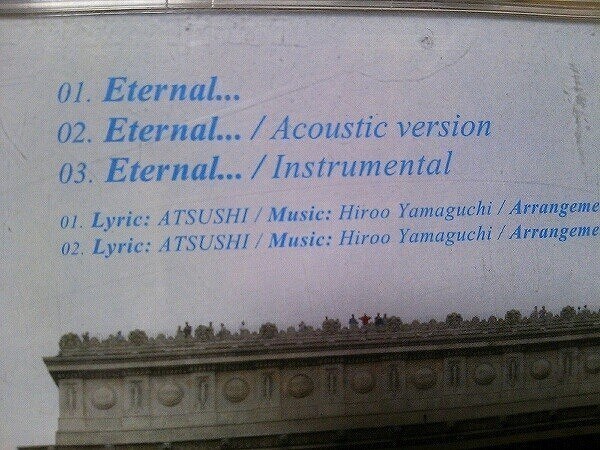 01. Eternal...
02. Eternal... / Acoustic version
03. Eternal... / Instrumental
01. Lyric: ATSUSHI / Music: Hiroo Yamaguchi / Arrangeme
02. Lyric: ATSUSHI / Music: Hiroo Yamaguchi / Arrangeme